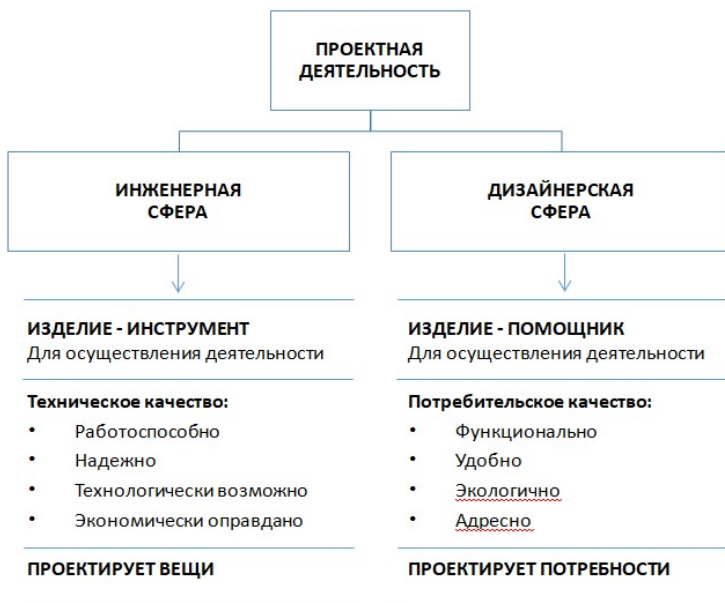 ПРОЕКТНАЯ
ДЕЯТЕЛЬНОСТЬ
ИНЖЕНЕРНАЯ
СФЕРА
ДИЗАЙНЕРСКАЯ
СФЕРА
ИЗДЕЛИЕ - ИНСТРУМЕНТ
Для осуществления деятельности
Техническое качество:
• Работоспособно
• Надежно
• Технологически возможно
• Экономически оправдано
ПРОЕКТИРУЕТ ВЕЩИ
ИЗДЕЛИЕ - ПОМОЩНИК
Для осуществления деятельности
Потребительское качество:
• Функционально
• Удобно
• Экологично
• Адресно
ПРОЕКТИРУЕТ ПОТРЕБНОСТИ